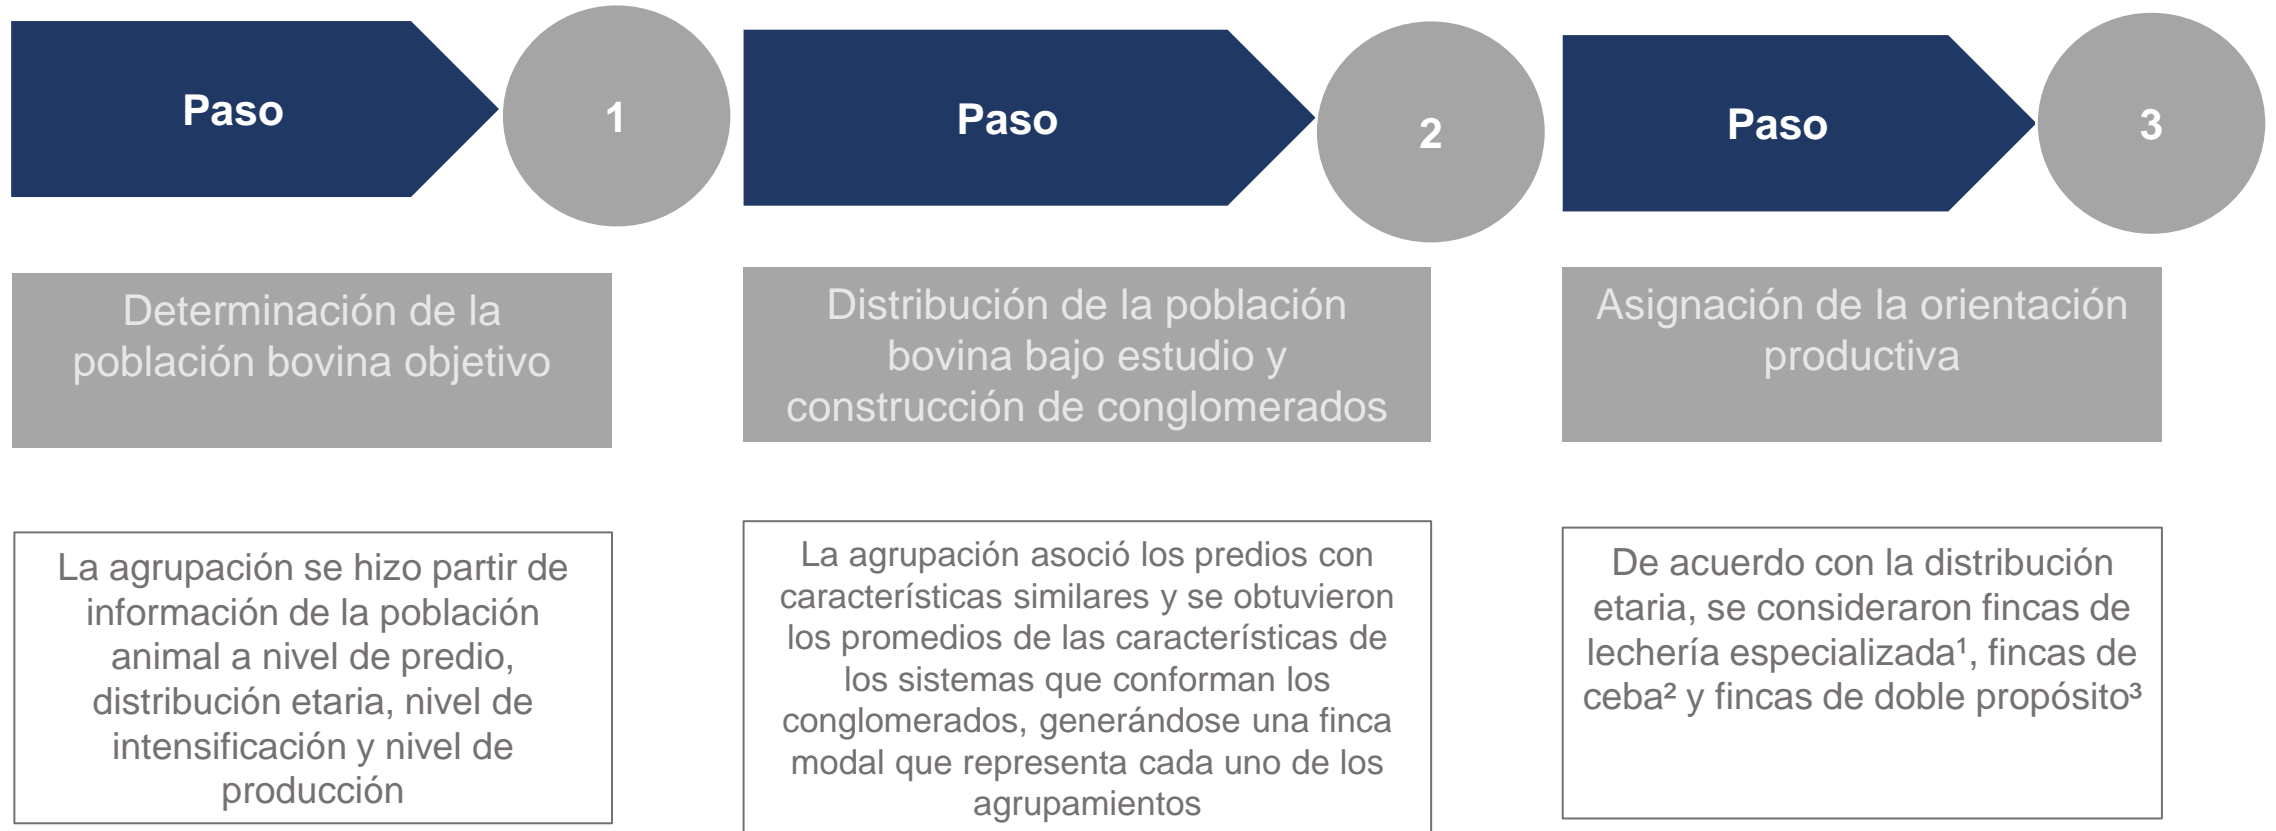 Paso
1
Determinación de la
población bovina objetivo
La agrupación se hizo partir de
información de la población
animal a nivel de predio,
distribución etaria, nivel de
intensificación y nivel de
producción
Paso
2
Distribución de la población
bovina bajo estudio y
construcción de conglomerados
La agrupación asoció los predios con
características similares y se obtuvieron
los promedios de las características de
los sistemas que conforman los
conglomerados, generándose una finca
modal que representa cada uno de los
agrupamientos
Paso
3
Asignación de la orientación
productiva
De acuerdo con la distribución
etaria, se consideraron fincas de
lechería especializada¹, fincas de
ceba² y fincas de doble propósito³